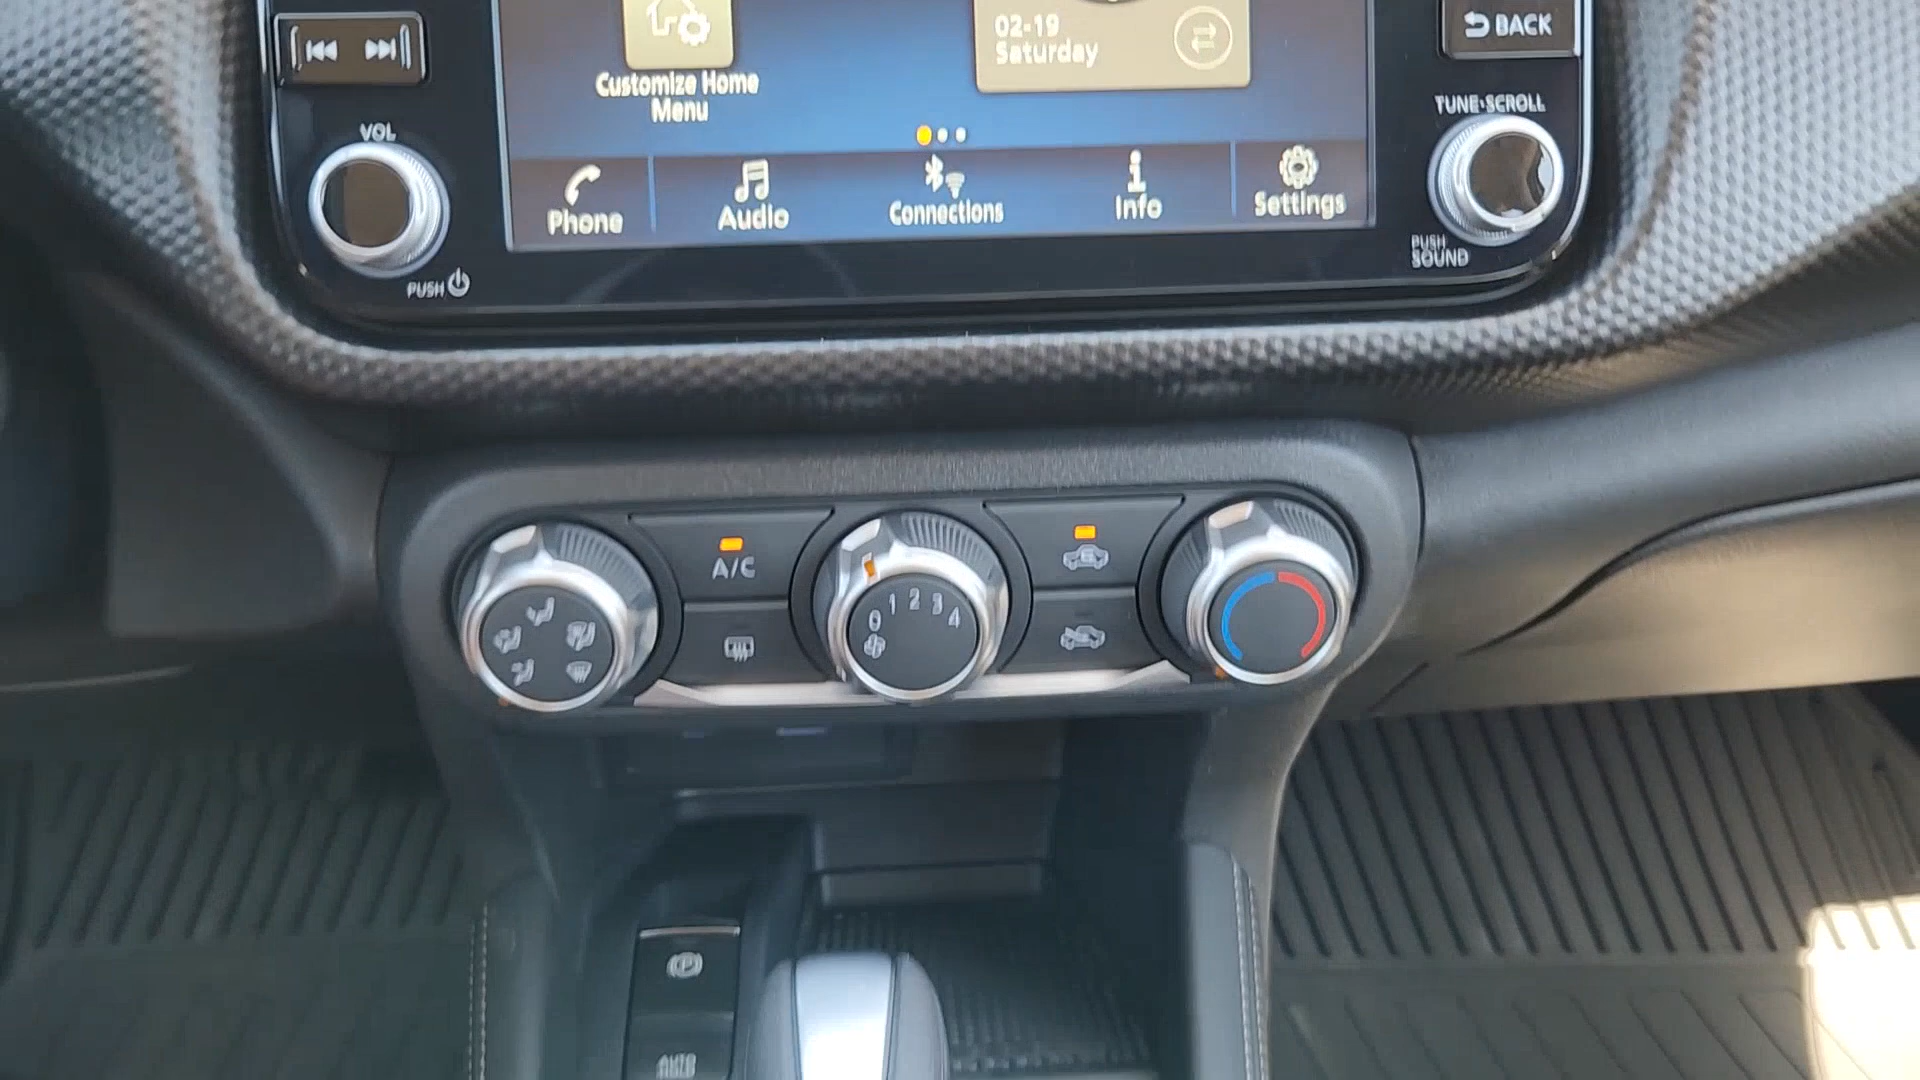 02-19
Saturday
BACK
Customize Home
Menu
VOL
TUNE·SCROLL
Phone
Audio
Connections
Info
Settings
PUSH
PUSH
SOUND
A/C
0 1 2 3 4
AUTO